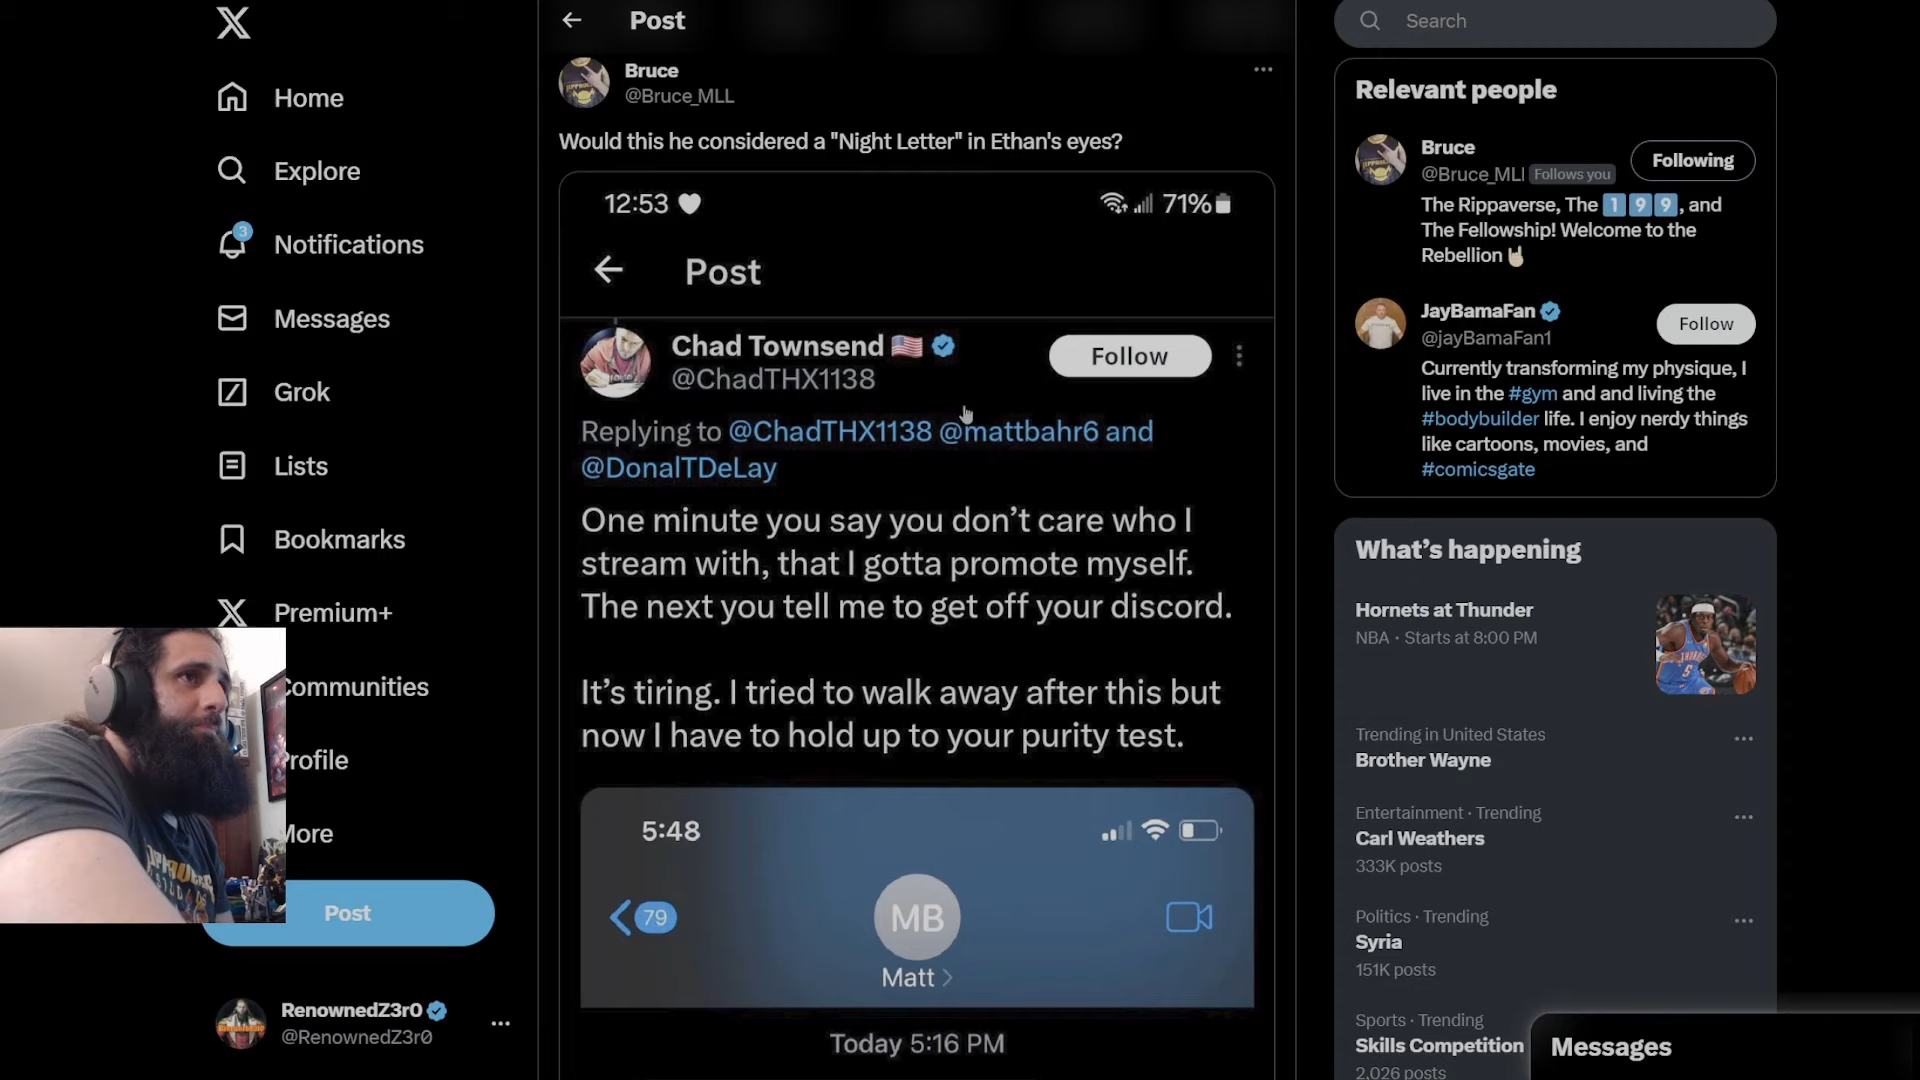 Home
Explore
3
Notifications
Messages
Grok
Lists
Bookmarks
Premium+
Communities
Profile
More
Post
RenownedZ3r0
@RenownedZ3r0
Post
Bruce
@Bruce_MLL
Would this he considered a "Night Letter" in Ethan's eyes?
12:53
71%
Post
Chad Townsend
@ChadTHX1138
Follow
Replying to @ChadTHX1138 @mattbahr6 and
@DonalTDeLay
One minute you say you don't care who I
stream with, that I gotta promote myself.
The next you tell me to get off your discord.
It's tiring. I tried to walk away after this but
now I have to hold up to your purity test.
5:48
79
MB
Matt
Today 5:16 PM
Search
Relevant people
Bruce
@Bruce_MLL Follows you
Following
The Rippaverse, The 1 9 9, and
The Fellowship! Welcome to the
Rebellion
JayBamaFan
@jayBamaFan1
Follow
Currently transforming my physique, I
live in the #gym and and living the
#bodybuilder life. I enjoy nerdy things
like cartoons, movies, and
#comicsgate
What's happening
Hornets at Thunder
NBA · Starts at 8:00 PM
Trending in United States
Brother Wayne
Entertainment · Trending
Carl Weathers
333K posts
Politics · Trending
Syria
151K posts
Sports · Trending
Skills Competition
2,026 posts
Messages